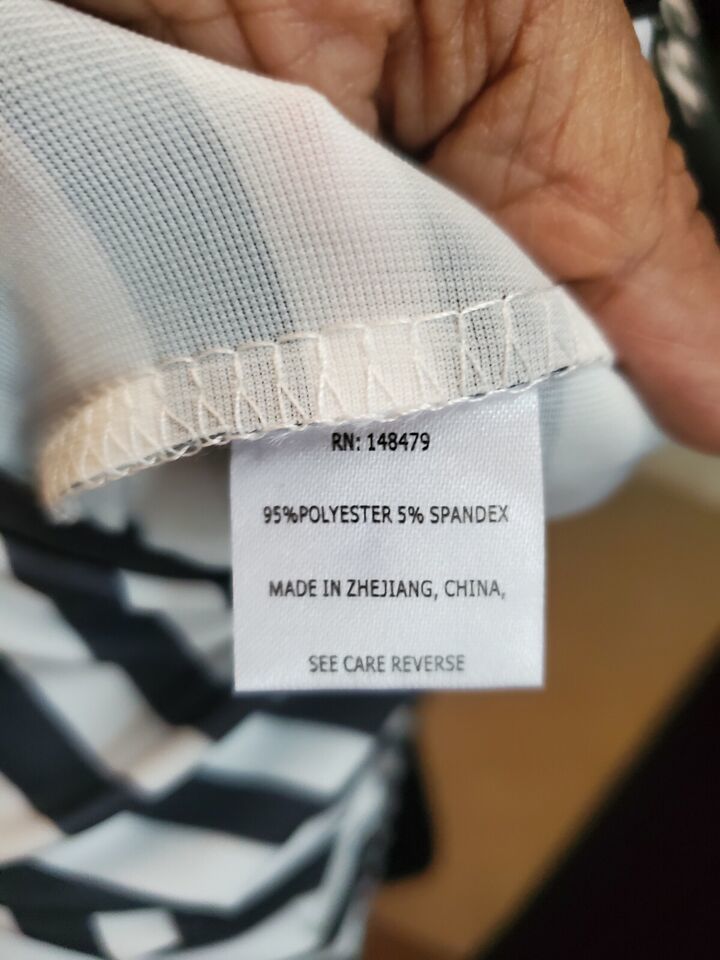 RN: 148479
95%POLYESTER 5% SPANDEX
MADE IN ZHEJIANG, CHINA,
SEE CARE REVERSE